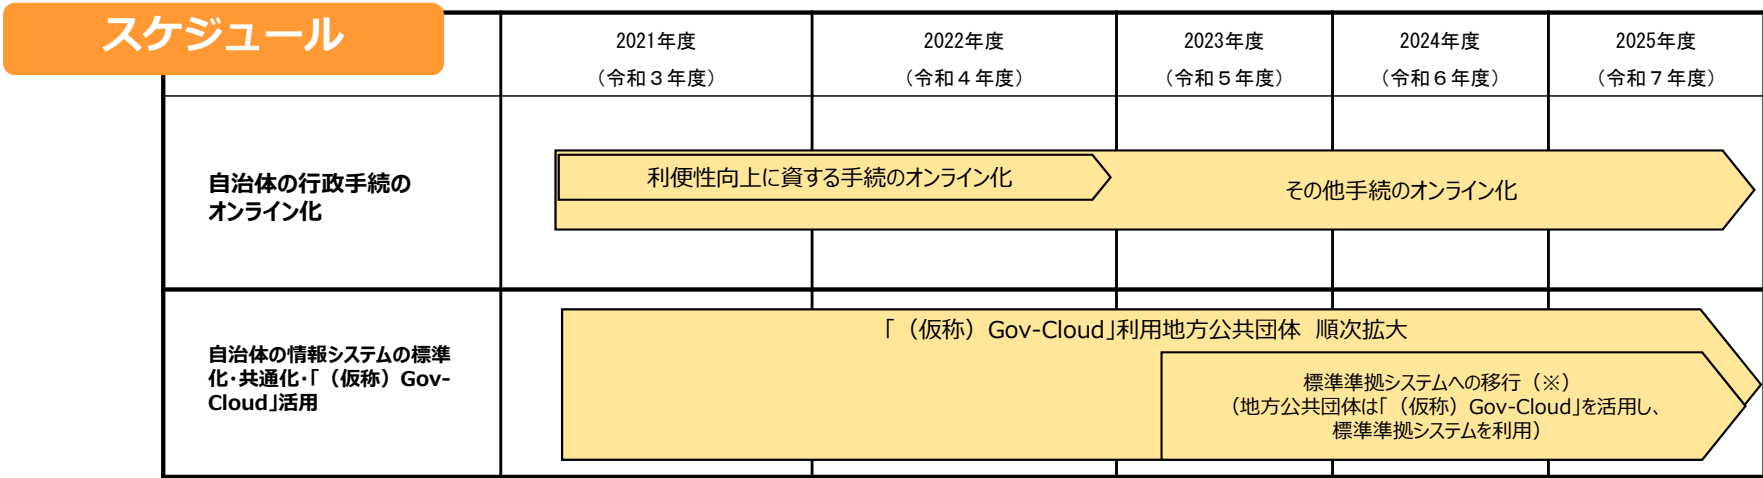 スケジュール
2021年度
（令和３年度）
2022年度
（令和４年度）
2023年度
（令和５年度）
2024年度
（令和６年度）
2025年度
（令和７年度）
自治体の行政手続の
オンライン化
利便性向上に資する手続のオンライン化
その他手続のオンライン化
自治体の情報システムの標準
化・共通化・「（仮称）Gov-
Cloud」活用
「（仮称）Gov-Cloud」利用地方公共団体　順次拡大
標準準拠システムへの移行（※）
（地方公共団体は「（仮称）Gov-Cloud」を活用し、
標準準拠システムを利用）